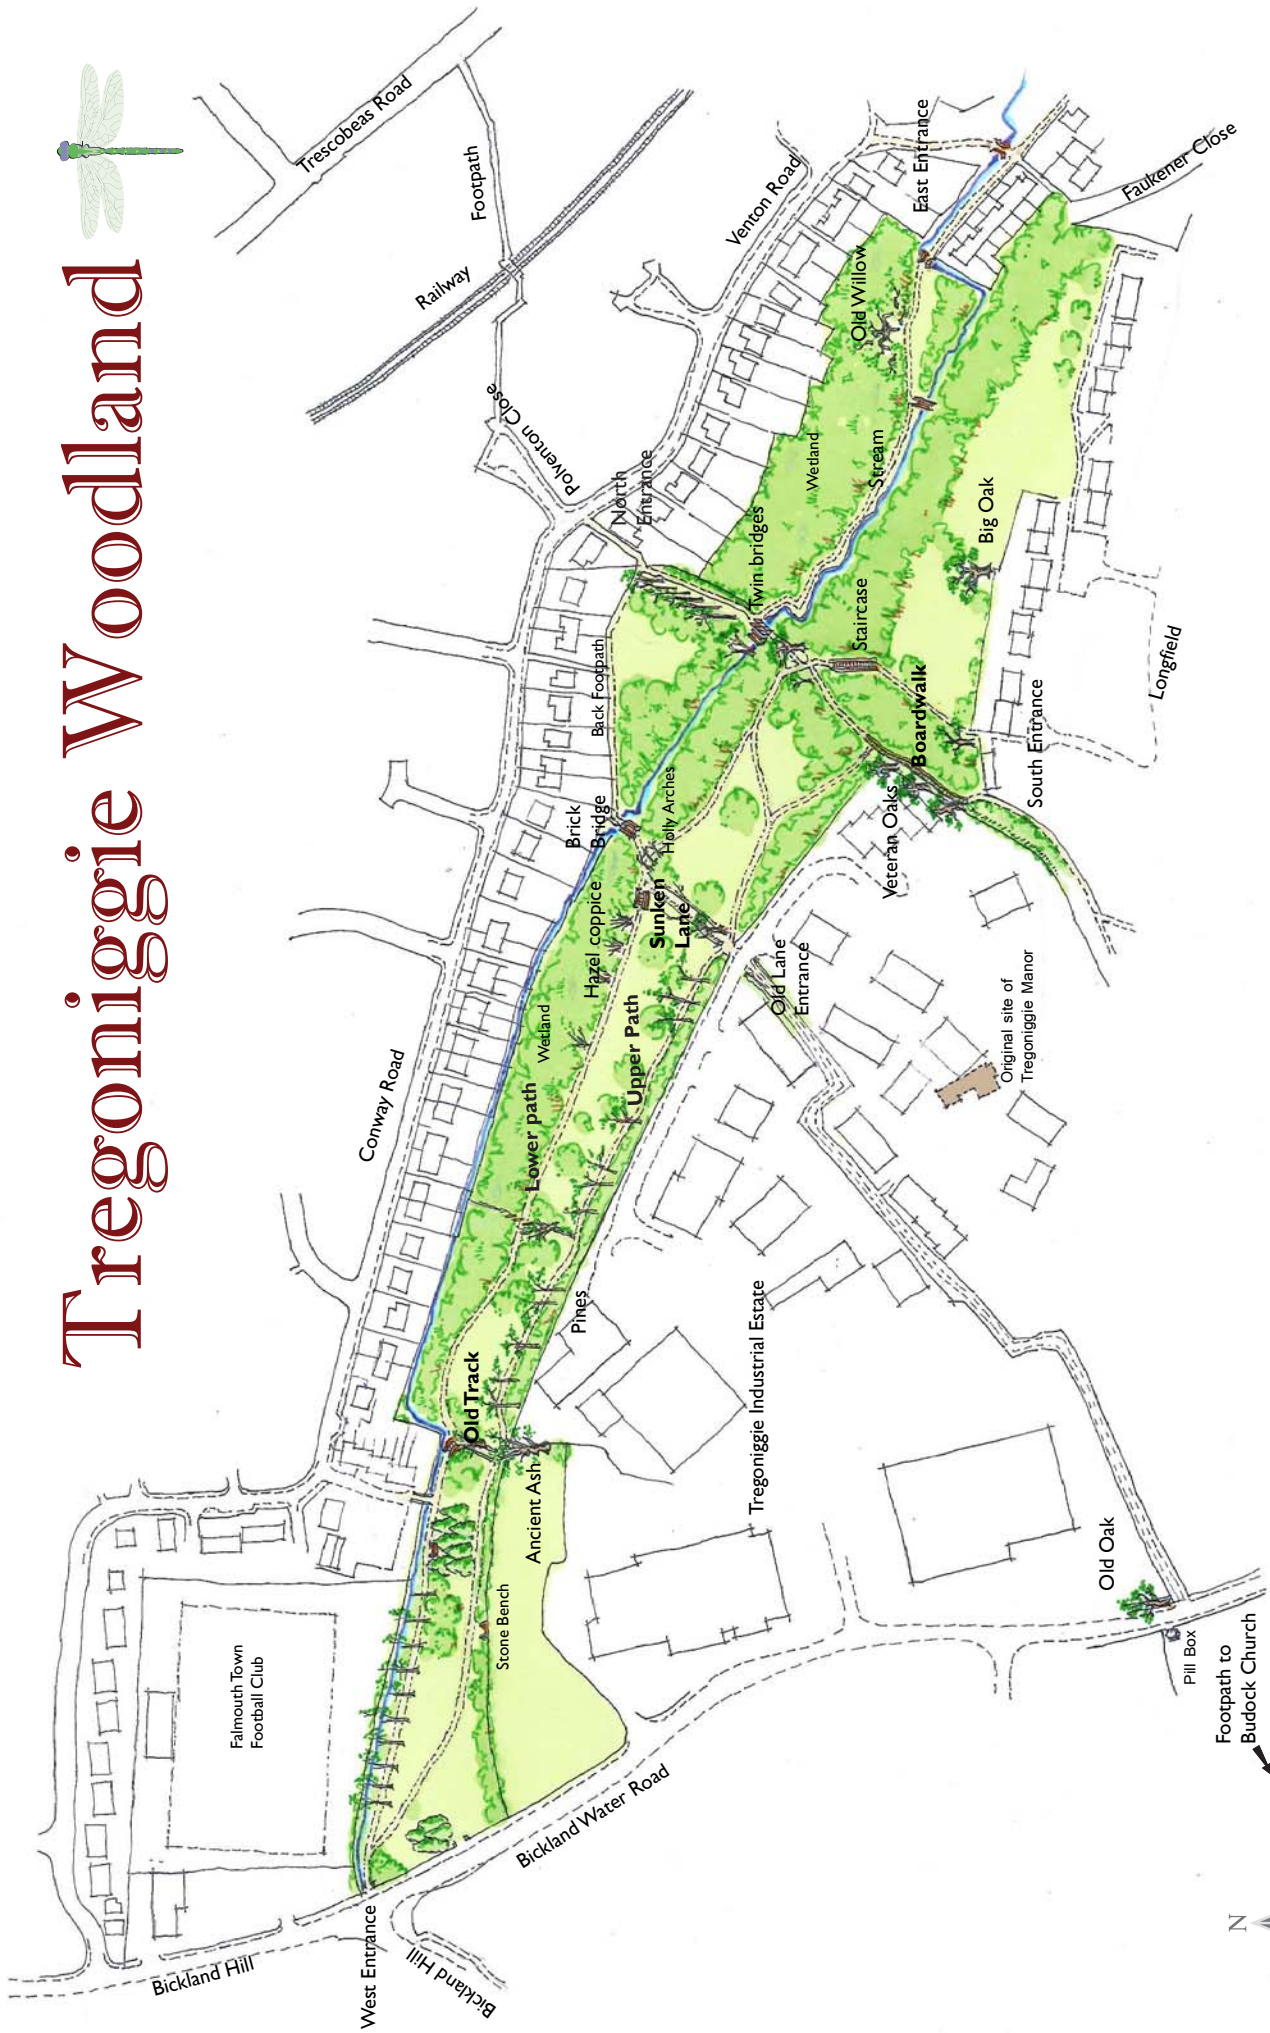 Tregoniggie Woodland
Trescobeas Road
Footpath
Railway
Polventon Close
Venton Road
North
Entrance
East Entrance
Faukener Close
Old Willow
Wetland
Stream
Twin bridges
Big Oak
Staircase
Boardwalk
Longfield
South Entrance
Back Footpath
Brick
Bridge
Holly Arches
Veteran Oaks
Hazel coppice
Sunken
Lane
Old Lane
Entrance
Original site of
Tregoniggie Manor
Conway Road
Wetland
Lower path
Upper Path
Pines
Old Track
Ancient Ash
Tregoniggie Industrial Estate
Stone Bench
Falmouth Town
Football Club
Old Oak
Pill Box
Footpath to
Budock Church
Bickland Water Road
West Entrance
Bickland Hill
Bickland Hill
N